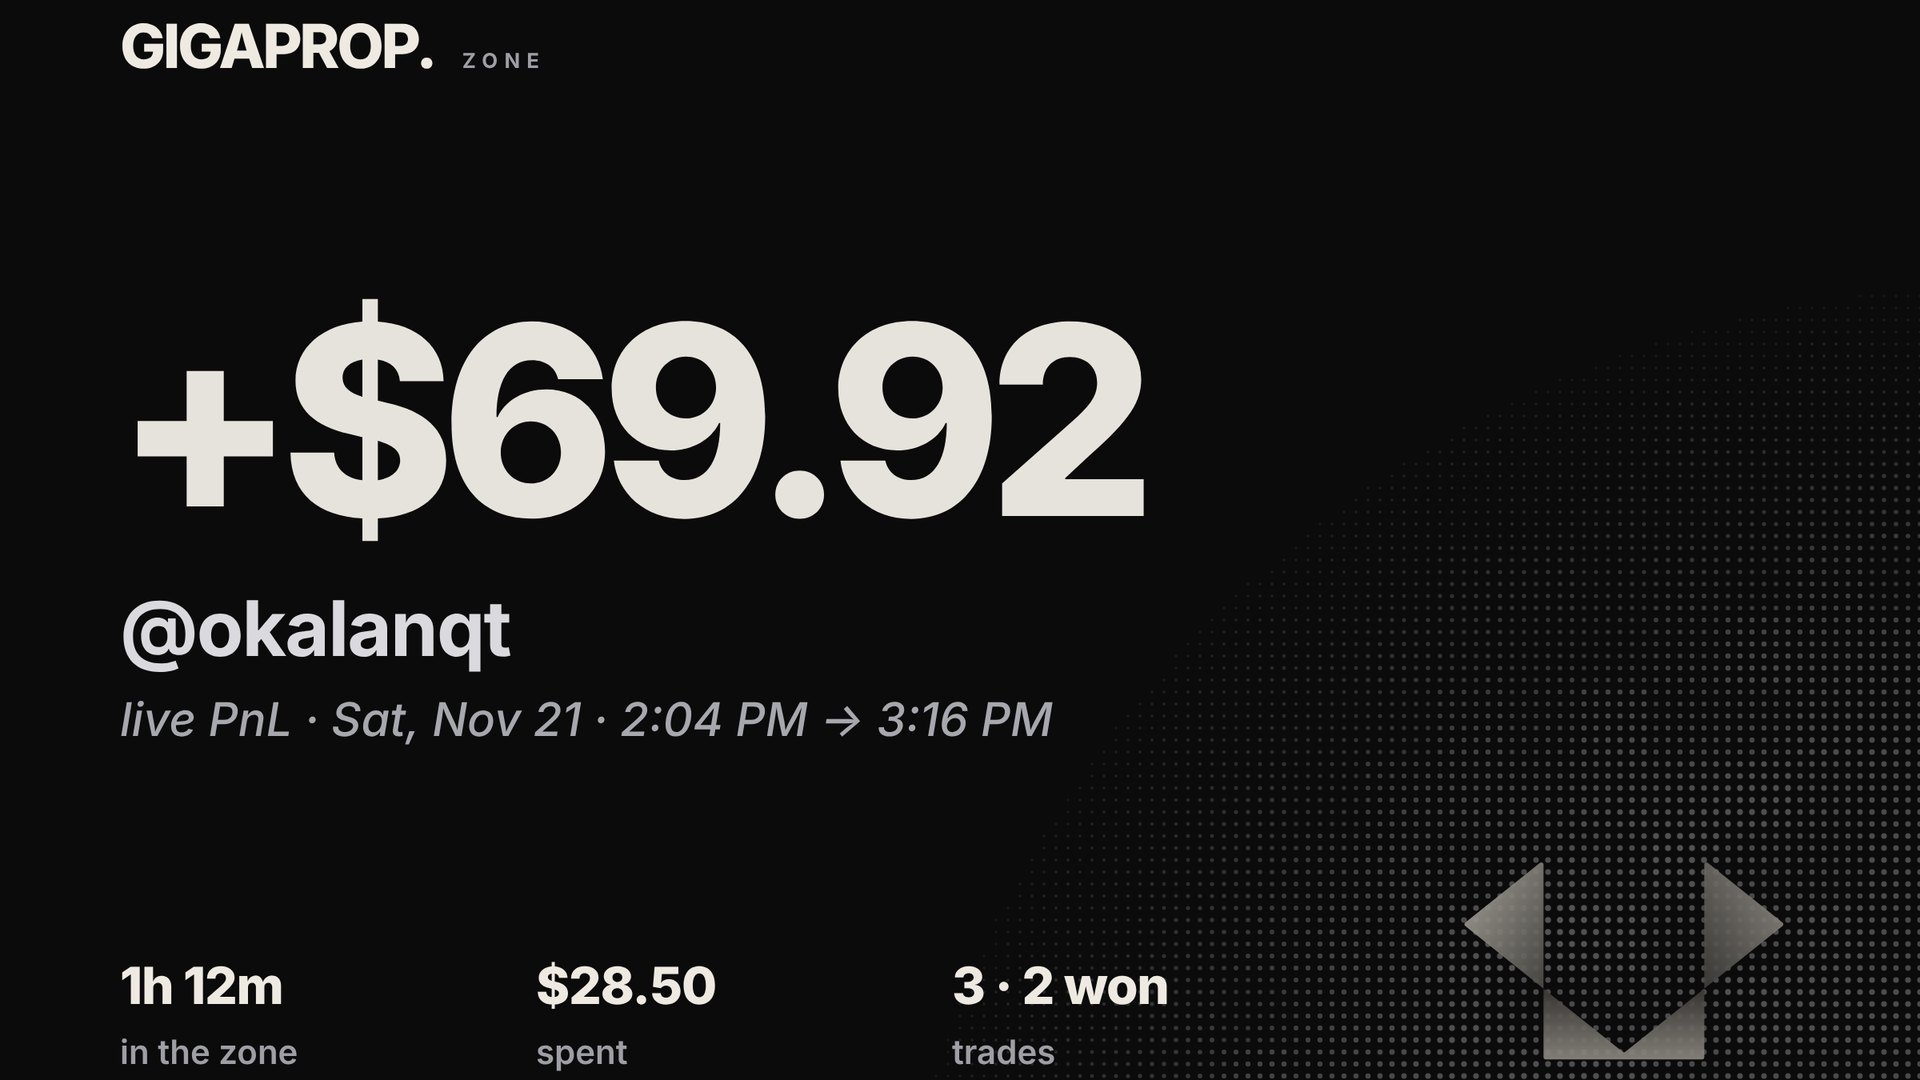 GIGAPROP. ZONE
+$69.92
@okalanqt
live PnL · Sat, Nov 21 · 2:04 PM → 3:16 PM
1h 12m $28.50 3 · 2 won
in the zone spent trades